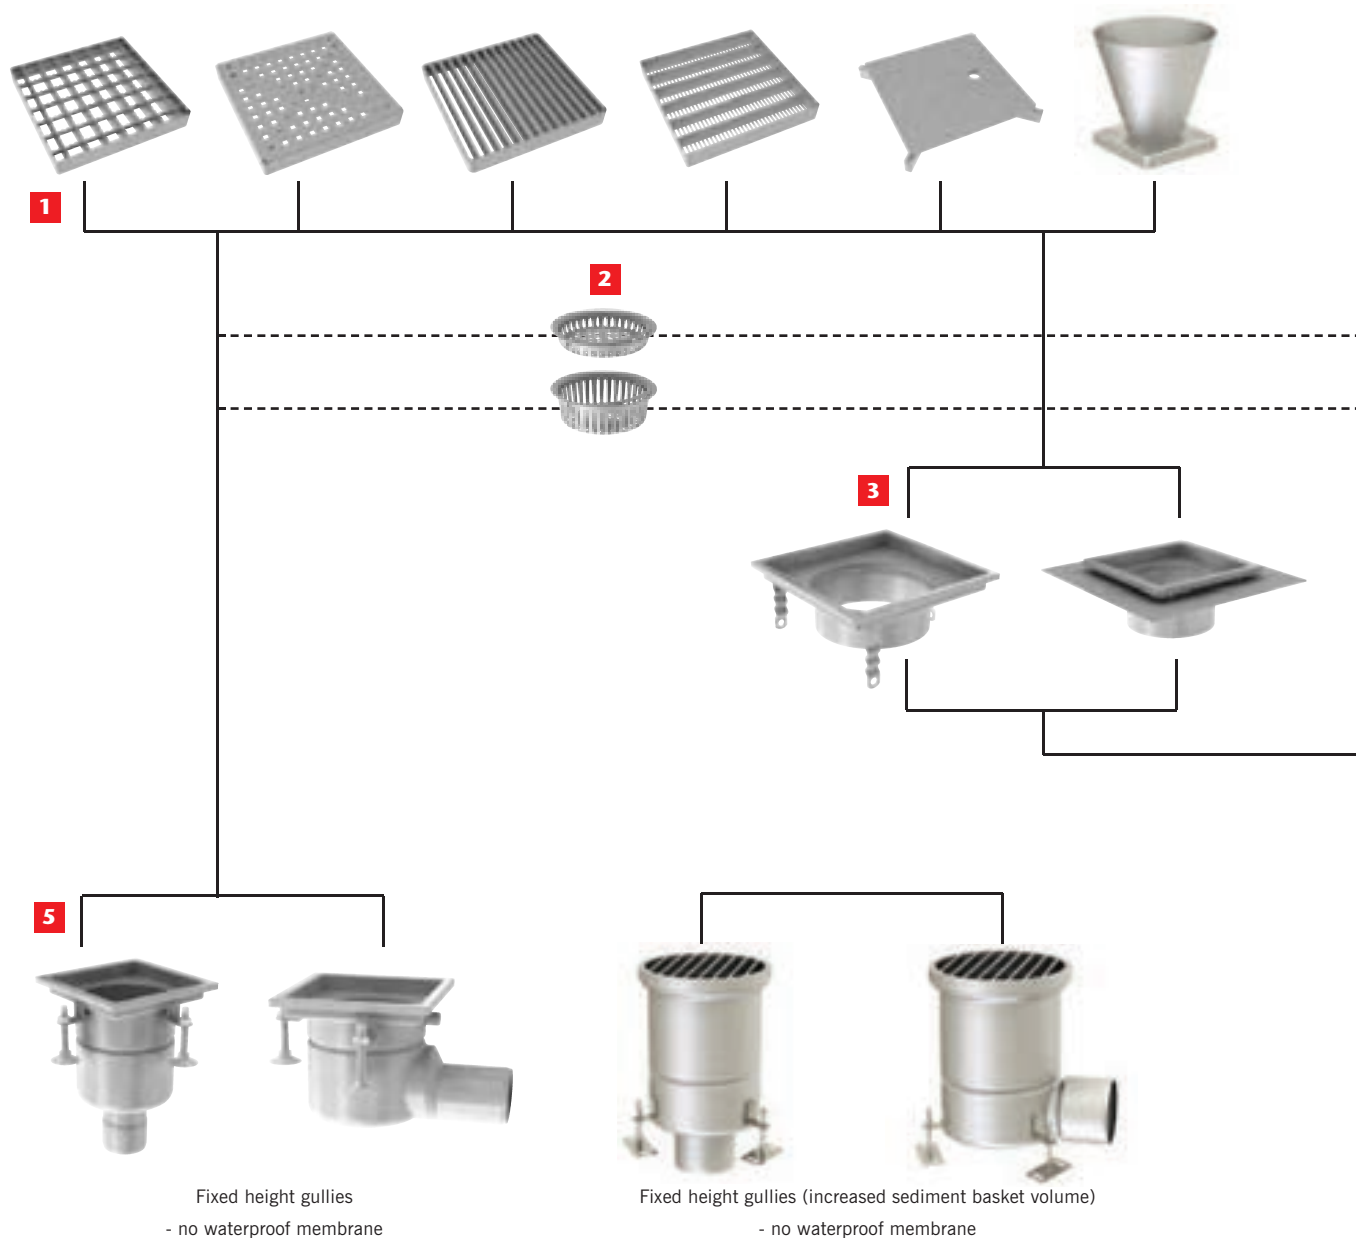 1
2
3
5
Fixed height gullies
- no waterproof membrane
Fixed height gullies (increased sediment basket volume)
- no waterproof membrane